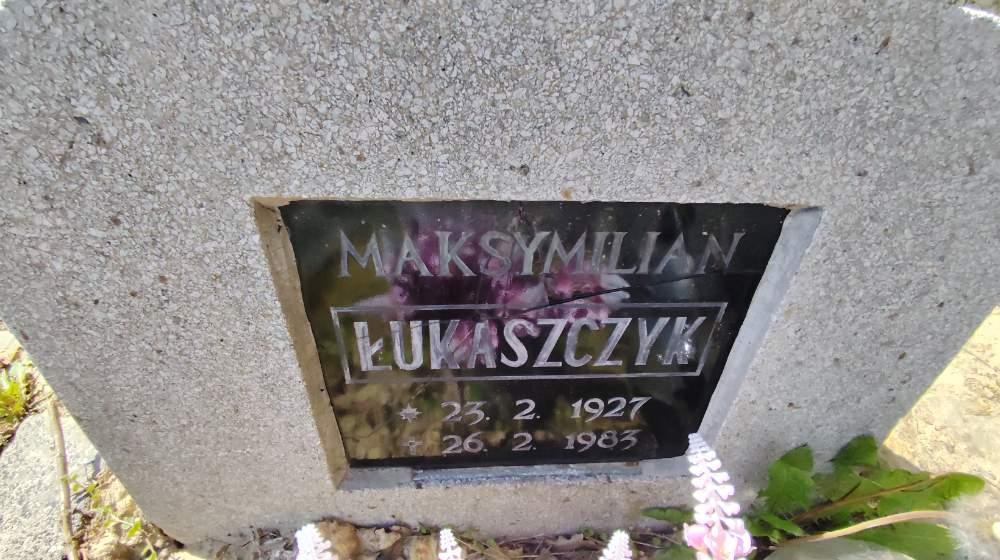 MAKSYMILIAN
ŁUKASZCZYK
* 23. 2. 1927
+ 26. 2. 1983